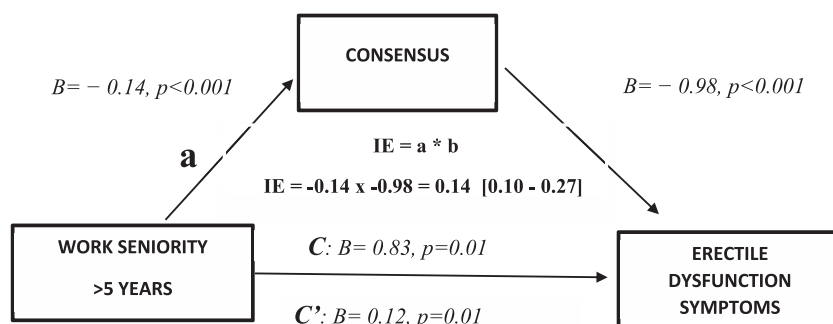 CONSENSUS
B= − 0.14, p<0.001
B= − 0.98, p<0.001
a
IE = a * b
IE = -0.14 x -0.98 = 0.14 [0.10 - 0.27]
WORK SENIORITY
>5 YEARS
C: B= 0.83, p=0.01
C’: B= 0.12, p=0.01
ERECTILE
DYSFUNCTION
SYMPTOMS